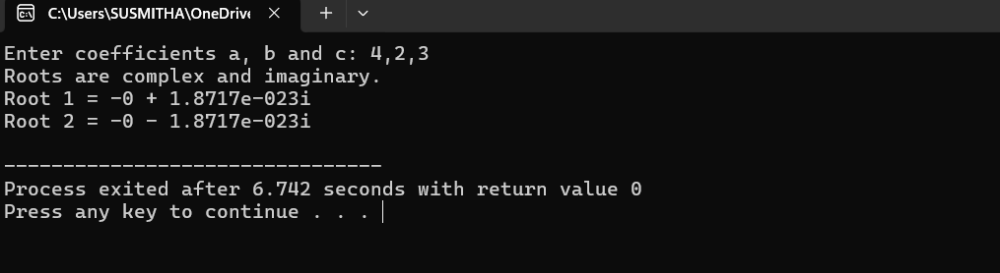 C:\Users\SUSMITHA\OneDrive
Enter coefficients a, b and c: 4,2,3
Roots are complex and imaginary.
Root 1 = -0 + 1.8717e-023i
Root 2 = -0 - 1.8717e-023i
--------------------------------
Process exited after 6.742 seconds with return value 0
Press any key to continue . . .